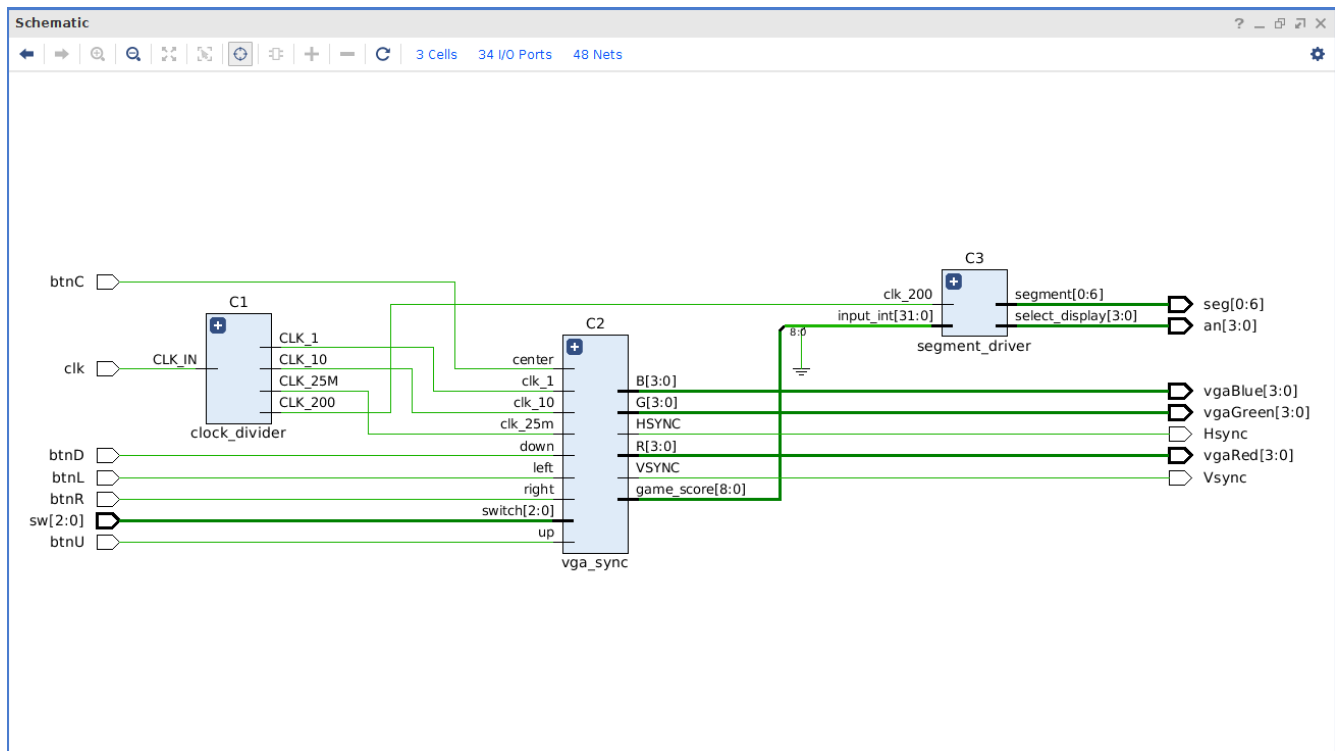 Schematic
3 Cells 34 I/O Ports 48 Nets
C3
btnC
clk_200 segment[0:6] seg[0:6]
C1
input_int[31:0] select_display[3:0] an[3:0]
C2
8:0
CLK_1
segment_driver
clk CLK_IN CLK_10 center
CLK_25M clk_1 B[3:0] vgaBlue[3:0]
CLK_200 clk_10 G[3:0] vgaGreen[3:0]
clock_divider clk_25m HSYNC Hsync
btnD down R[3:0] vgaRed[3:0]
btnL left VSYNC Vsync
btnR right game_score[8:0]
sw[2:0] switch[2:0]
btnU up
vga_sync